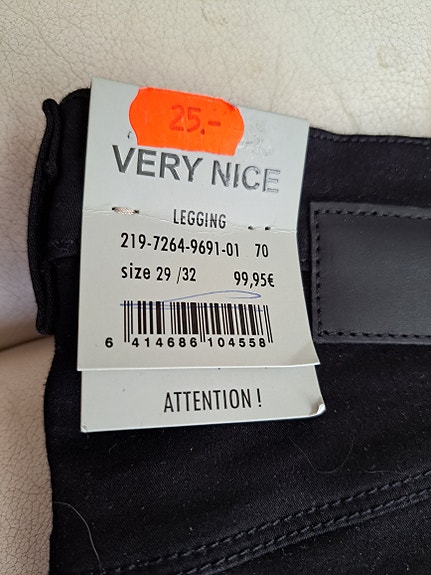 25.-
VERY NICE
LEGGING
219-7264-9691-01 70
size 29 /32 99,95€
6 414686 104558
ATTENTION !